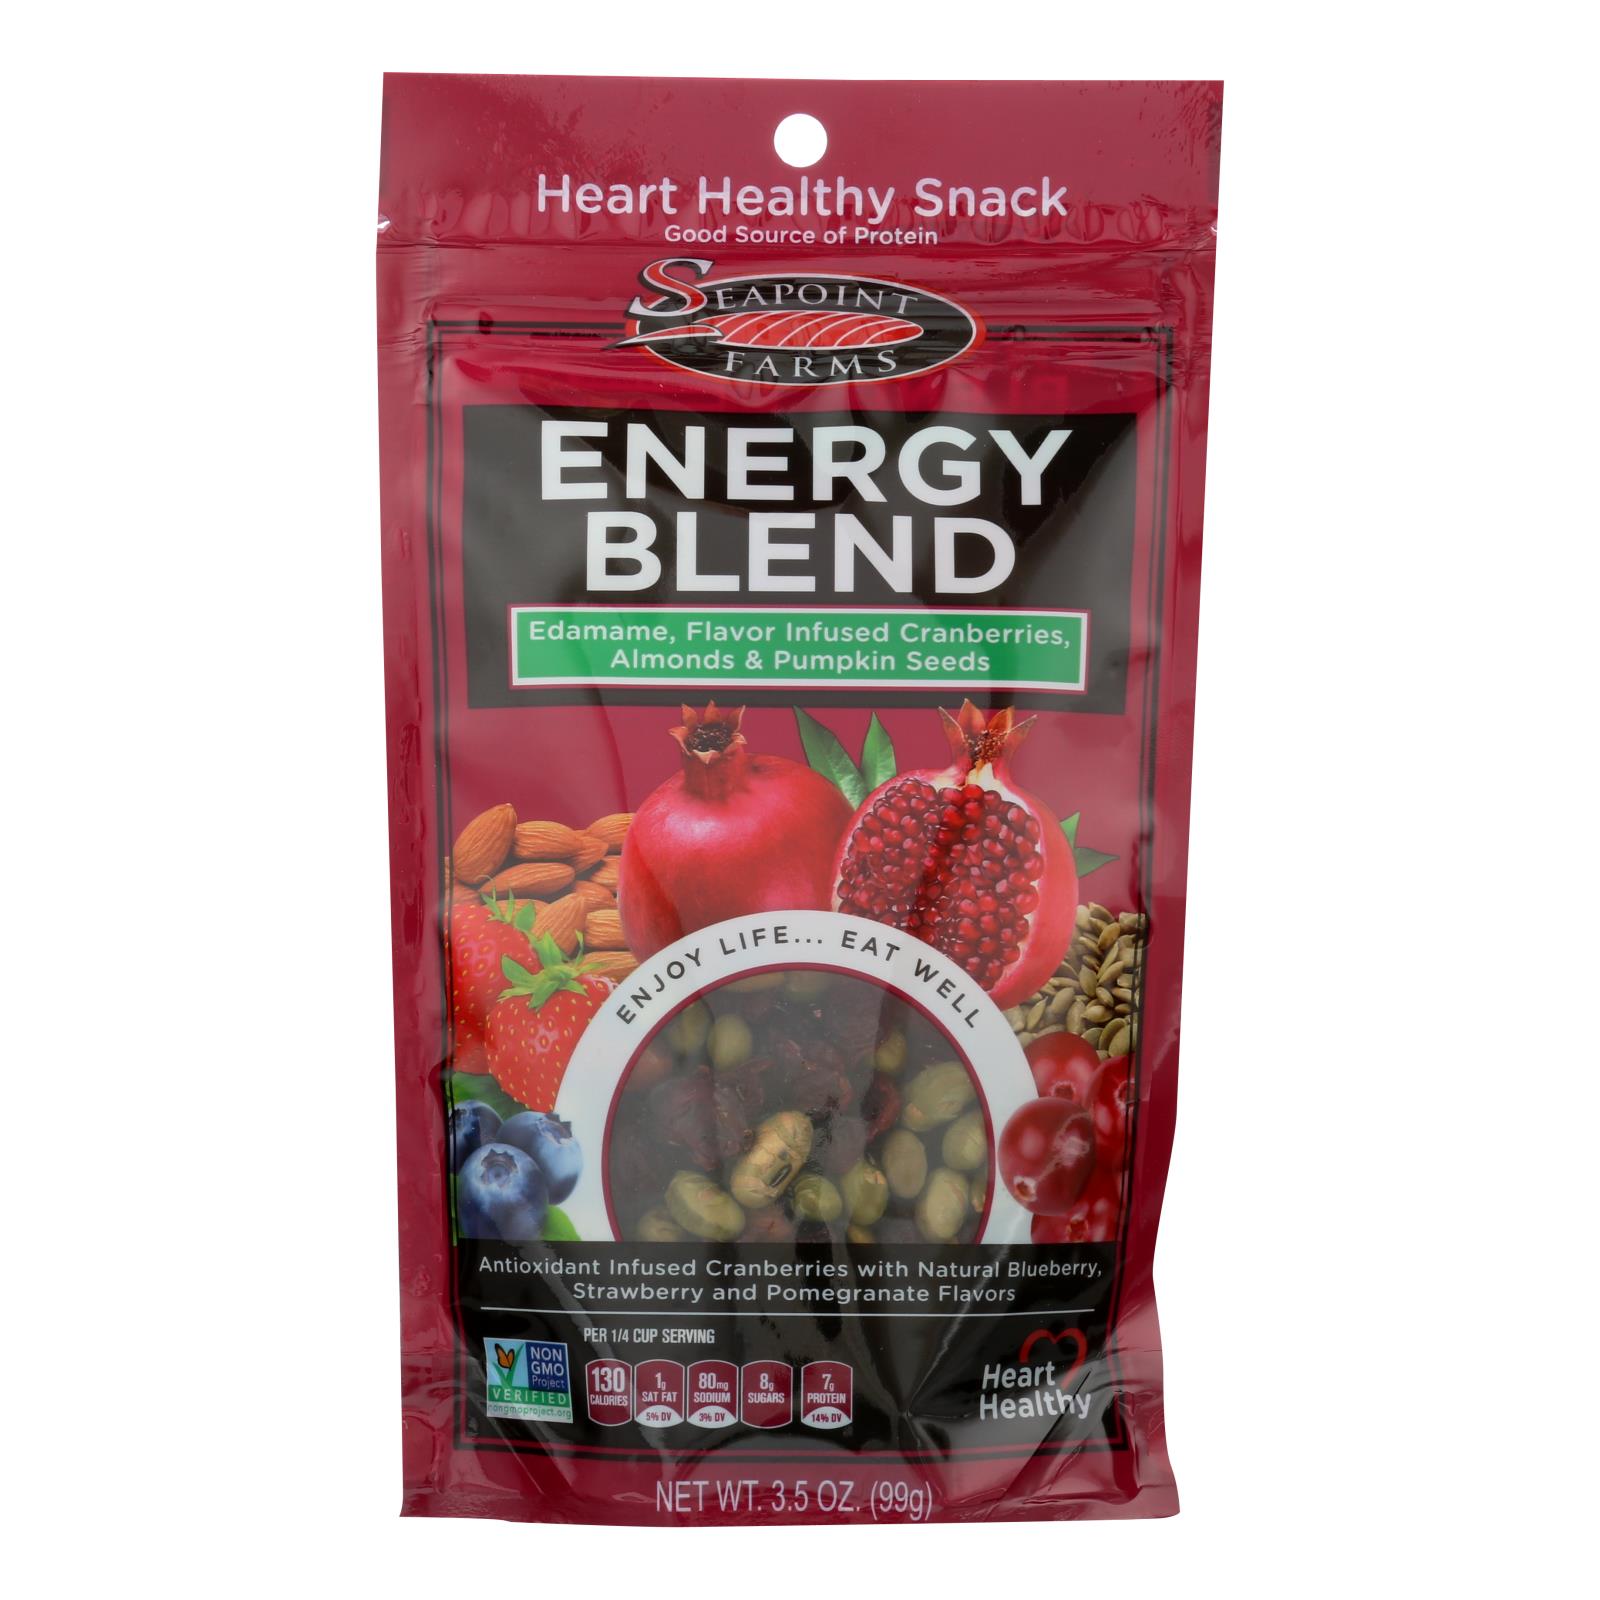 Heart Healthy Snack
Good Source of Protein
SEAPOINT
FARMS
ENERGY
BLEND
Edamame, Flavor Infused Cranberries,
Almonds & Pumpkin Seeds
ENJOY LIFE... EAT WELL
Antioxidant Infused Cranberries with Natural Blueberry,
Strawberry and Pomegranate Flavors
PER 1/4 CUP SERVING
NON
GMO
Project
VERIFIED
nongmoproject.org
130
CALORIES
1g
SAT FAT
5% DV
80mg
SODIUM
3% DV
8g
SUGARS
7g
PROTEIN
14% DV
Heart
Healthy
NET WT. 3.5 OZ. (99g)